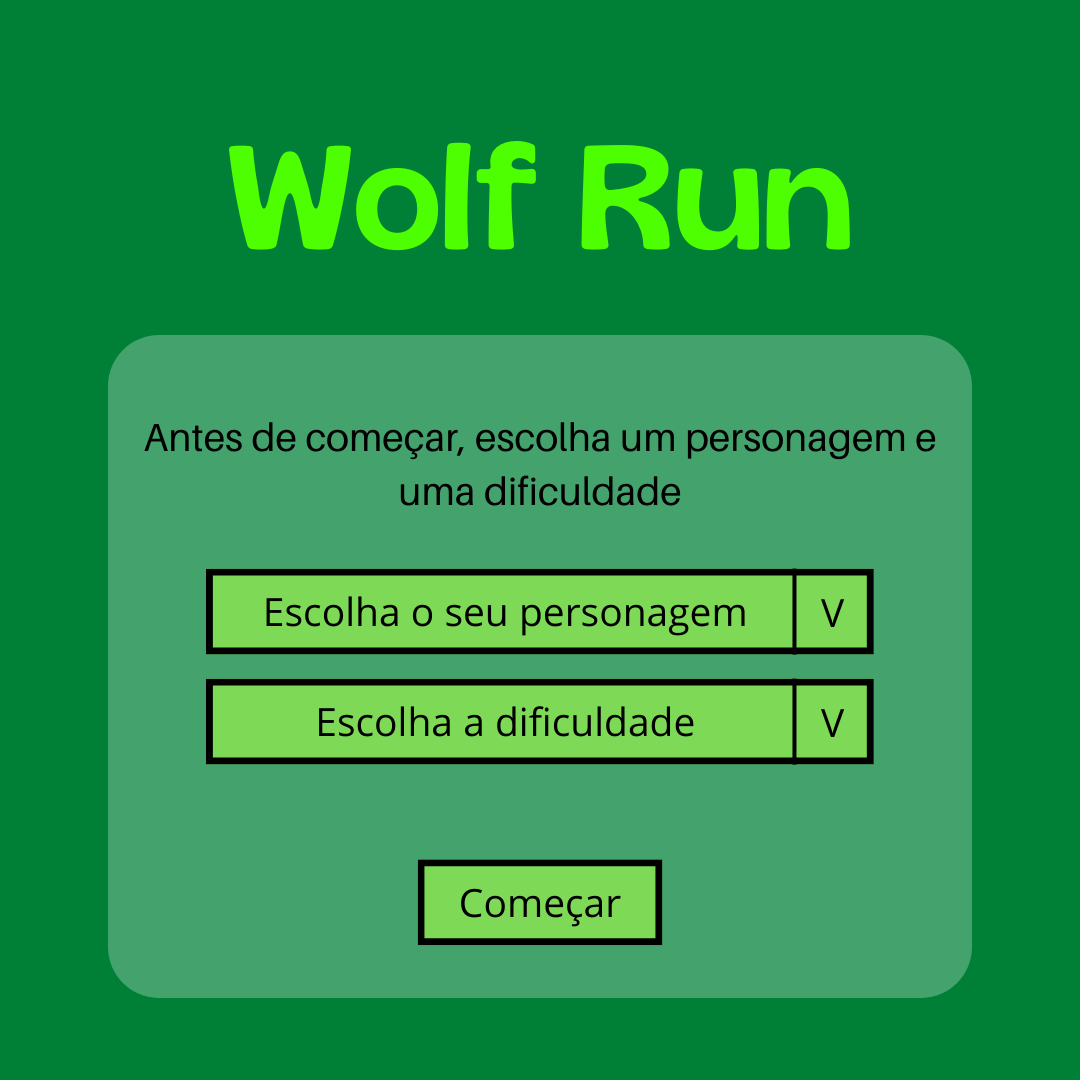 Wolf Run
Antes de começar, escolha um personagem e
uma dificuldade
Escolha o seu personagem V
Escolha a dificuldade V
Começar